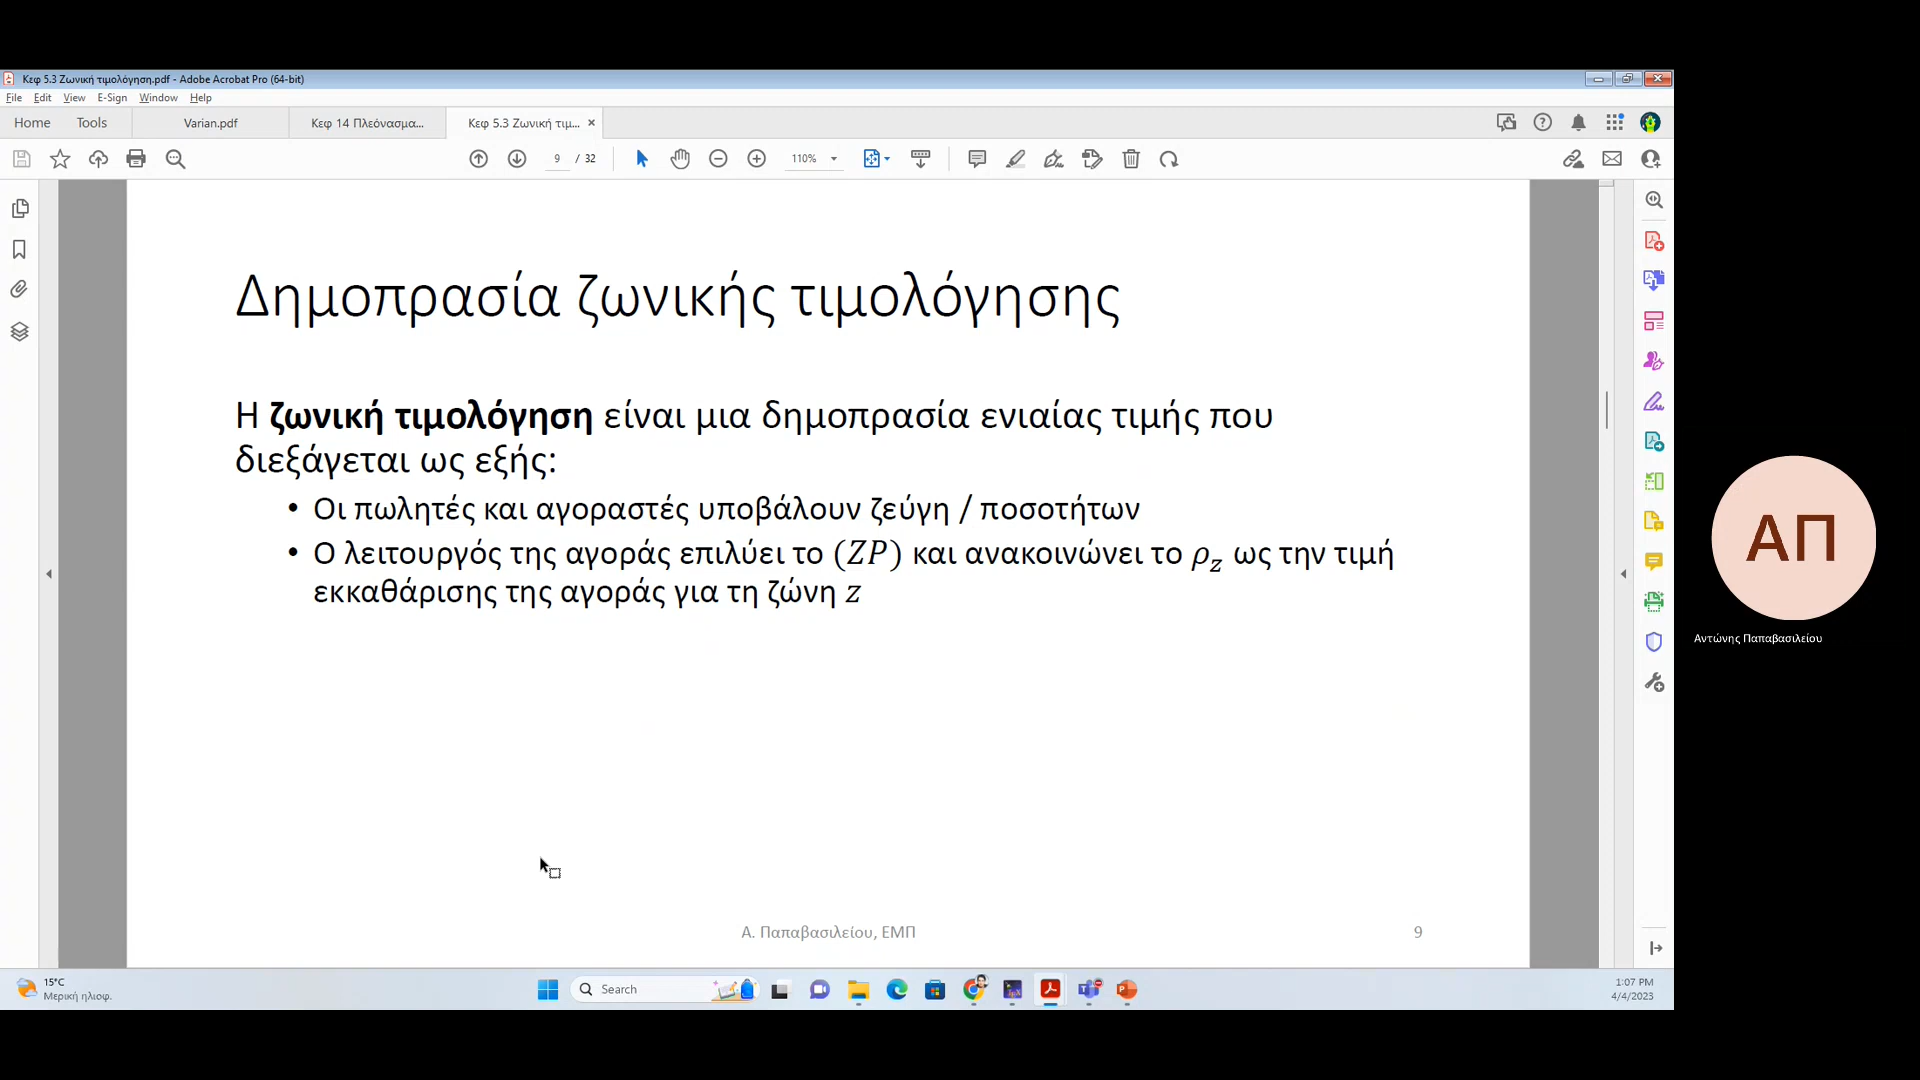 Κεφ 5.3 Ζωνική τιμολόγηση.pdf - Adobe Acrobat Pro (64-bit)
File Edit View E-Sign Window Help
Home Tools Varian.pdf Κεφ 14 Πλεόνασμα... Κεφ 5.3 Ζωνική τιμ... ×
9 / 32 110%
Δημοπρασία ζωνικής τιμολόγησης
Η ζωνική τιμολόγηση είναι μια δημοπρασία ενιαίας τιμής που
διεξάγεται ως εξής:
• Οι πωλητές και αγοραστές υποβάλουν ζεύγη / ποσοτήτων
• Ο λειτουργός της αγοράς επιλύει το (ZP) και ανακοινώνει το ρ_z ως την τιμή
εκκαθάρισης της αγοράς για τη ζώνη z
Α. Παπαβασιλείου, ΕΜΠ 9
ΑΠ
Αντώνης Παπαβασιλείου
15°C
Μερική ηλιοφ.
Search
1:07 PM
4/4/2023